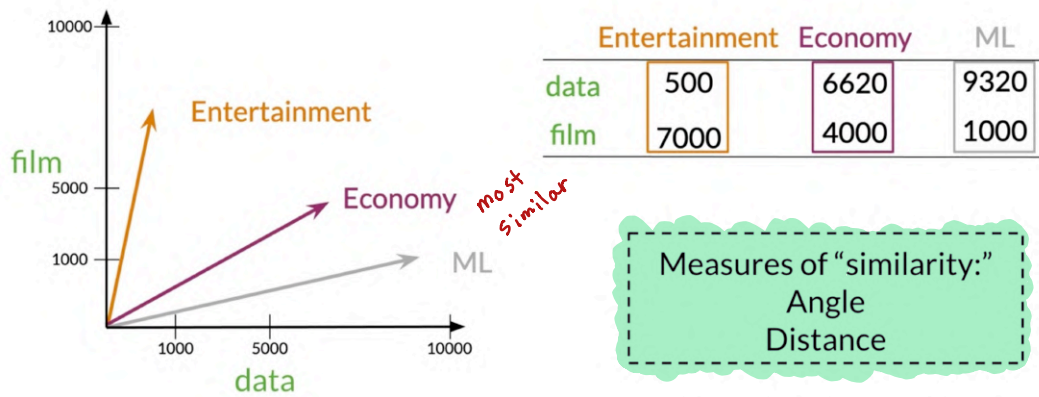 10000
Entertainment
film
5000
Economy
1000
ML
1000 5000 10000
data
most
similar
Entertainment Economy ML
data 500 6620 9320
film 7000 4000 1000
Measures of “similarity:”
Angle
Distance